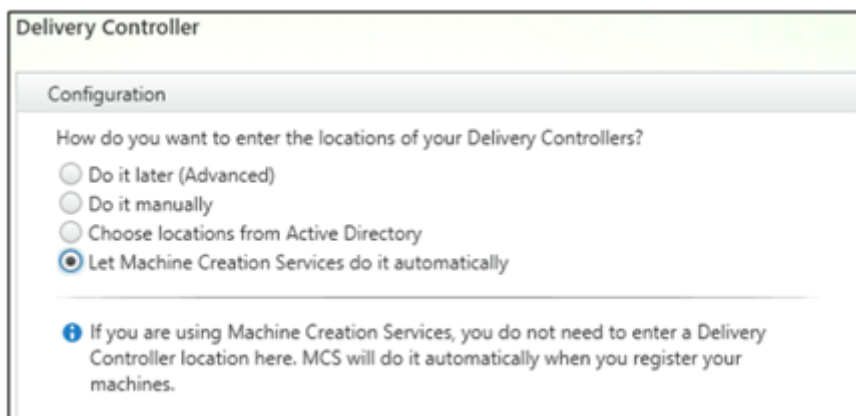 Delivery Controller
Configuration
How do you want to enter the locations of your Delivery Controllers?
Do it later (Advanced)
Do it manually
Choose locations from Active Directory
Let Machine Creation Services do it automatically
If you are using Machine Creation Services, you do not need to enter a Delivery
Controller location here. MCS will do it automatically when you register your
machines.